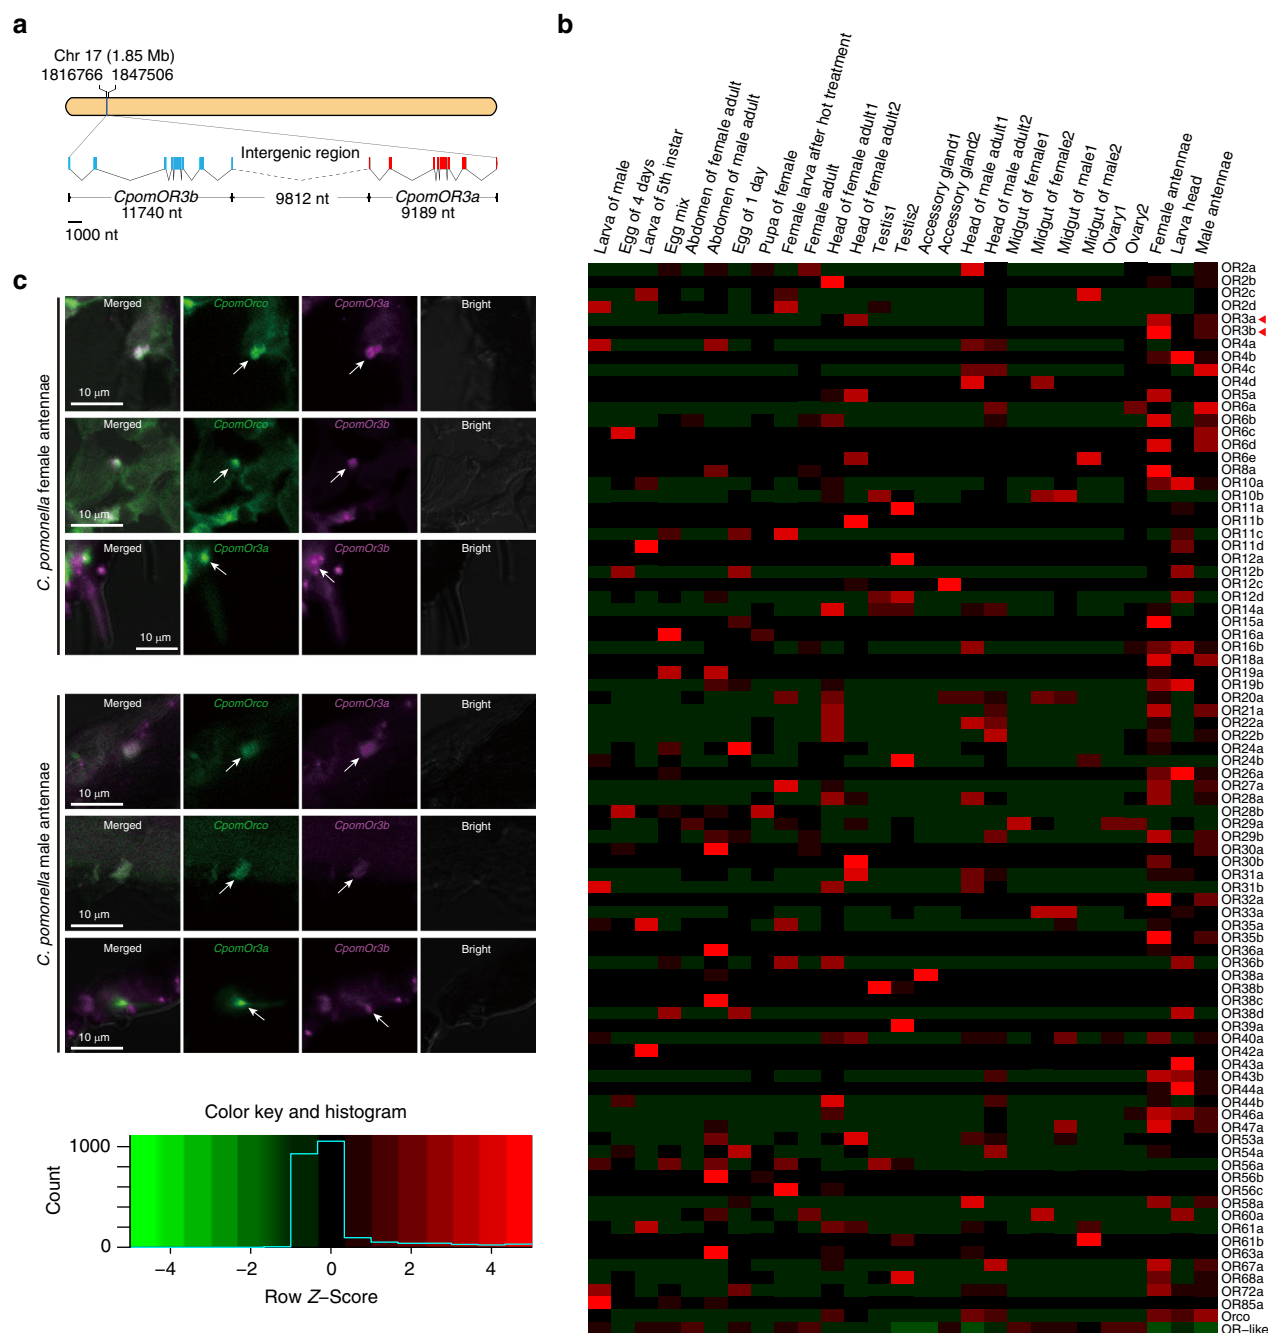 a
Chr 17 (1.85 Mb)
1816766 1847506
Intergenic region
CpomOR3b
11740 nt
9812 nt
CpomOR3a
9189 nt
1000 nt
b
Larva of male
Egg of 4 days
Larva of 5th instar
Egg mix
Abdomen of female adult
Abdomen of male adult
Egg of 1 day
Pupa of female
Female larva after hot treatment
Female adult
Head of female adult1
Head of female adult2
Testis1
Testis2
Accessory gland1
Accessory gland2
Head of male adult1
Head of male adult2
Midgut of female1
Midgut of female2
Midgut of male1
Midgut of male2
Ovary1
Ovary2
Female antennae
Larva head
Male antennae
OR2a
OR2b
OR2c
OR2d
OR3a
OR3b
OR4a
OR4b
OR4c
OR4d
OR5a
OR6a
OR6b
OR6c
OR6d
OR6e
OR8a
OR10a
OR10b
OR11a
OR11b
OR11c
OR11d
OR12a
OR12b
OR12c
OR12d
OR14a
OR15a
OR16a
OR16b
OR18a
OR19a
OR19b
OR20a
OR21a
OR22a
OR22b
OR24a
OR24b
OR26a
OR27a
OR28a
OR28b
OR29a
OR29b
OR30a
OR30b
OR31a
OR31b
OR32a
OR33a
OR35a
OR35b
OR36a
OR36b
OR38a
OR38b
OR38c
OR38d
OR39a
OR40a
OR42a
OR43a
OR43b
OR44a
OR44b
OR46a
OR47a
OR53a
OR54a
OR56a
OR56b
OR56c
OR58a
OR60a
OR61a
OR61b
OR63a
OR67a
OR68a
OR72a
OR85a
Orco
OR-like
c
C. pomonella female antennae
Merged CpomOrco CpomOr3a Bright
10 μm
Merged CpomOrco CpomOr3b Bright
10 μm
Merged CpomOr3a CpomOr3b Bright
10 μm
C. pomonella male antennae
Merged CpomOrco CpomOr3a Bright
10 μm
Merged CpomOrco CpomOr3b Bright
10 μm
Merged CpomOr3a CpomOr3b Bright
10 μm
Color key and histogram
Count
1000
0
−4 −2 0 2 4
Row Z−Score